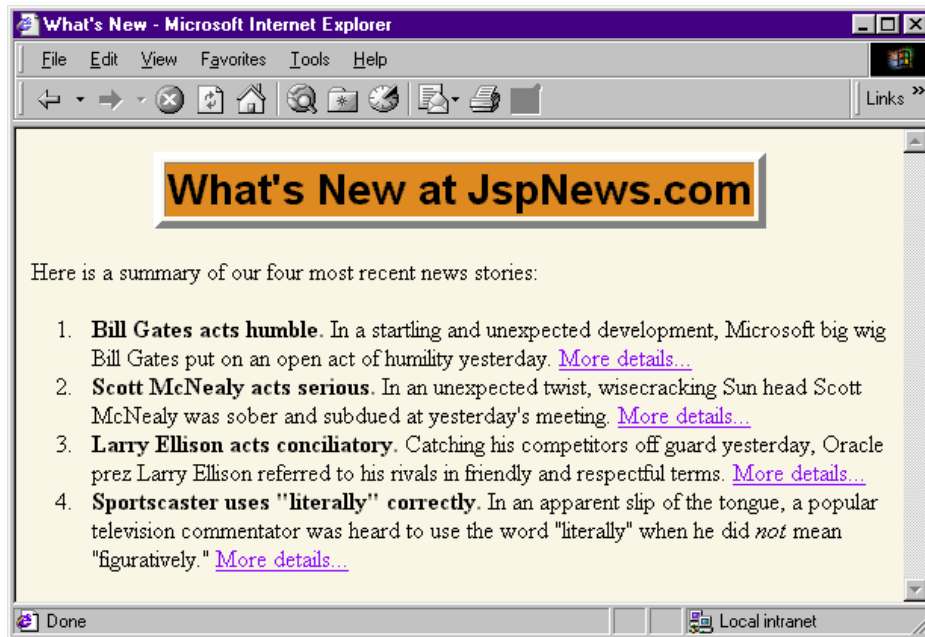 What's New - Microsoft Internet Explorer
File Edit View Favorites Tools Help
Links »
What's New at JspNews.com
Here is a summary of our four most recent news stories:
1. Bill Gates acts humble. In a startling and unexpected development, Microsoft big wig
Bill Gates put on an open act of humility yesterday. More details...
2. Scott McNealy acts serious. In an unexpected twist, wisecracking Sun head Scott
McNealy was sober and subdued at yesterday's meeting. More details...
3. Larry Ellison acts conciliatory. Catching his competitors off guard yesterday, Oracle
prez Larry Ellison referred to his rivals in friendly and respectful terms. More details...
4. Sportscaster uses "literally" correctly. In an apparent slip of the tongue, a popular
television commentator was heard to use the word "literally" when he did not mean
"figuratively." More details...
Done Local intranet